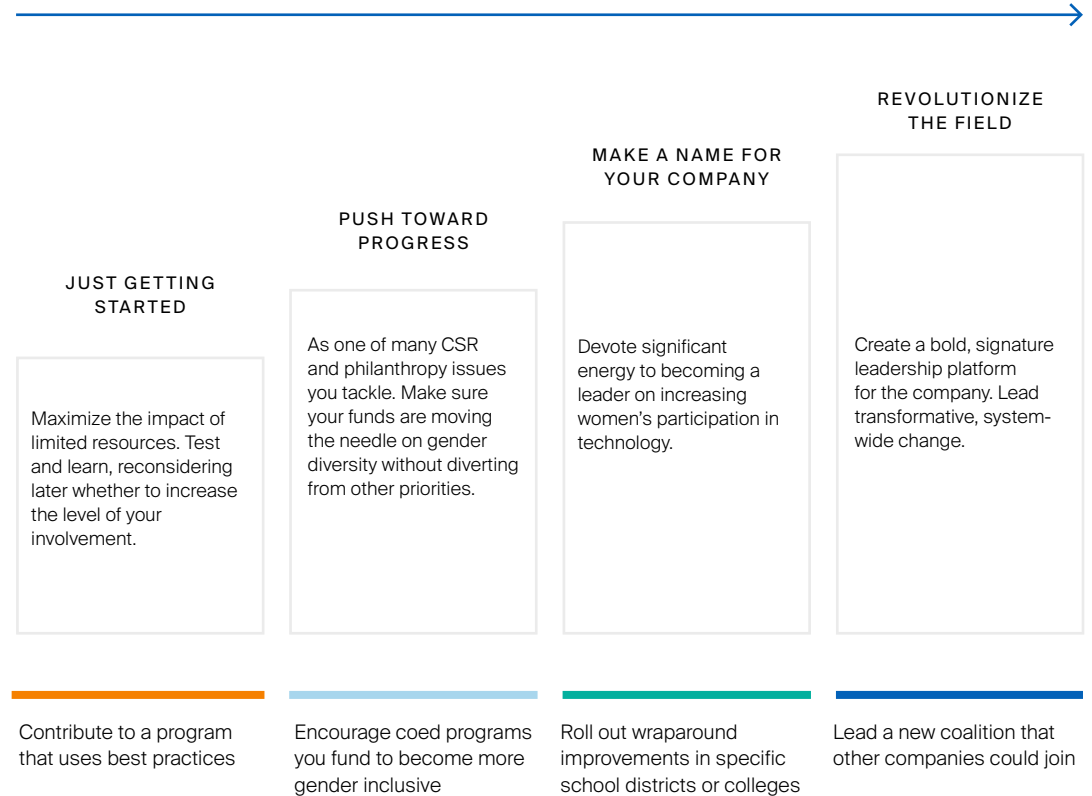 JUST GETTING
STARTED
Maximize the impact of
limited resources. Test
and learn, reconsidering
later whether to increase
the level of your
involvement.
Contribute to a program
that uses best practices
PUSH TOWARD
PROGRESS
As one of many CSR
and philanthropy issues
you tackle. Make sure
your funds are moving
the needle on gender
diversity without diverting
from other priorities.
Encourage coed programs
you fund to become more
gender inclusive
MAKE A NAME FOR
YOUR COMPANY
Devote significant
energy to becoming a
leader on increasing
women’s participation in
technology.
Roll out wraparound
improvements in specific
school districts or colleges
REVOLUTIONIZE
THE FIELD
Create a bold, signature
leadership platform
for the company. Lead
transformative, system-
wide change.
Lead a new coalition that
other companies could join